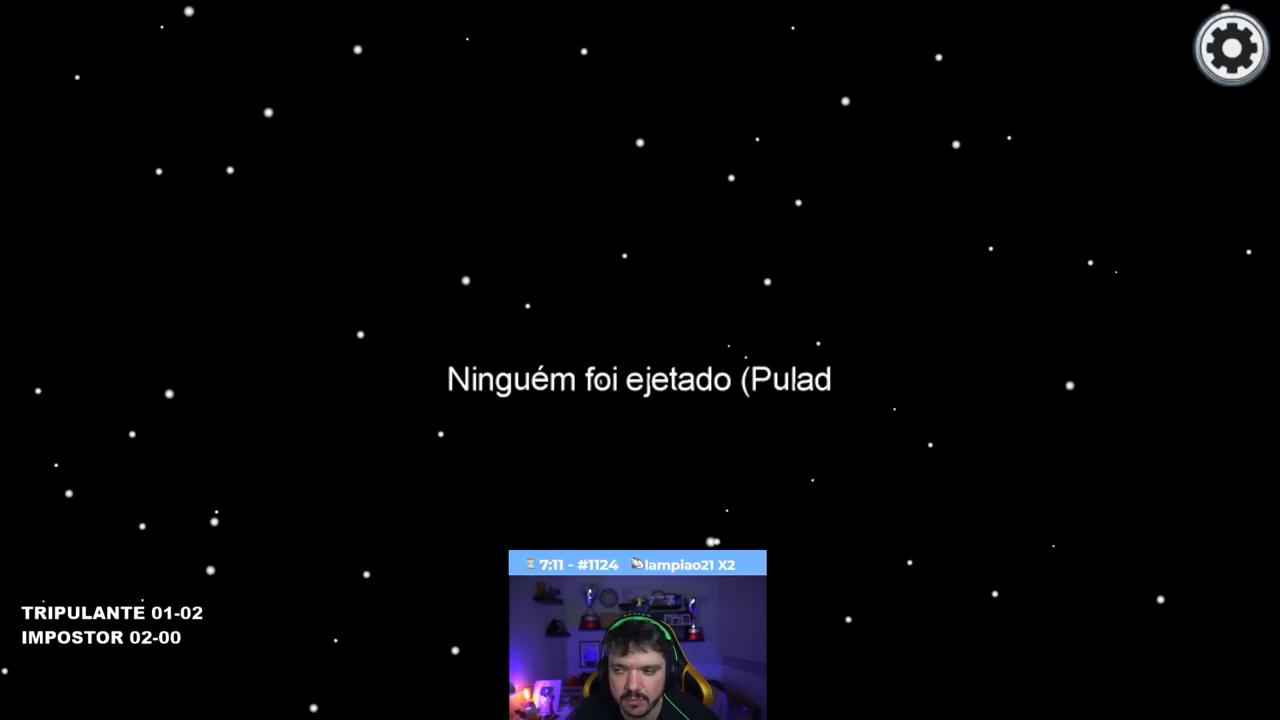 Ninguém foi ejetado (Pulad
7:11 - #1124 lampiao21 X2
TRIPULANTE 01-02
IMPOSTOR 02-00